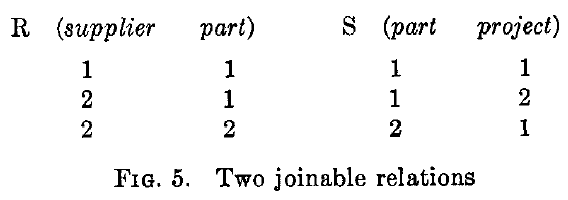 R (supplier part) S (part project)
1 1 1 1
2 1 1 2
2 2 2 1
FIG. 5. Two joinable relations